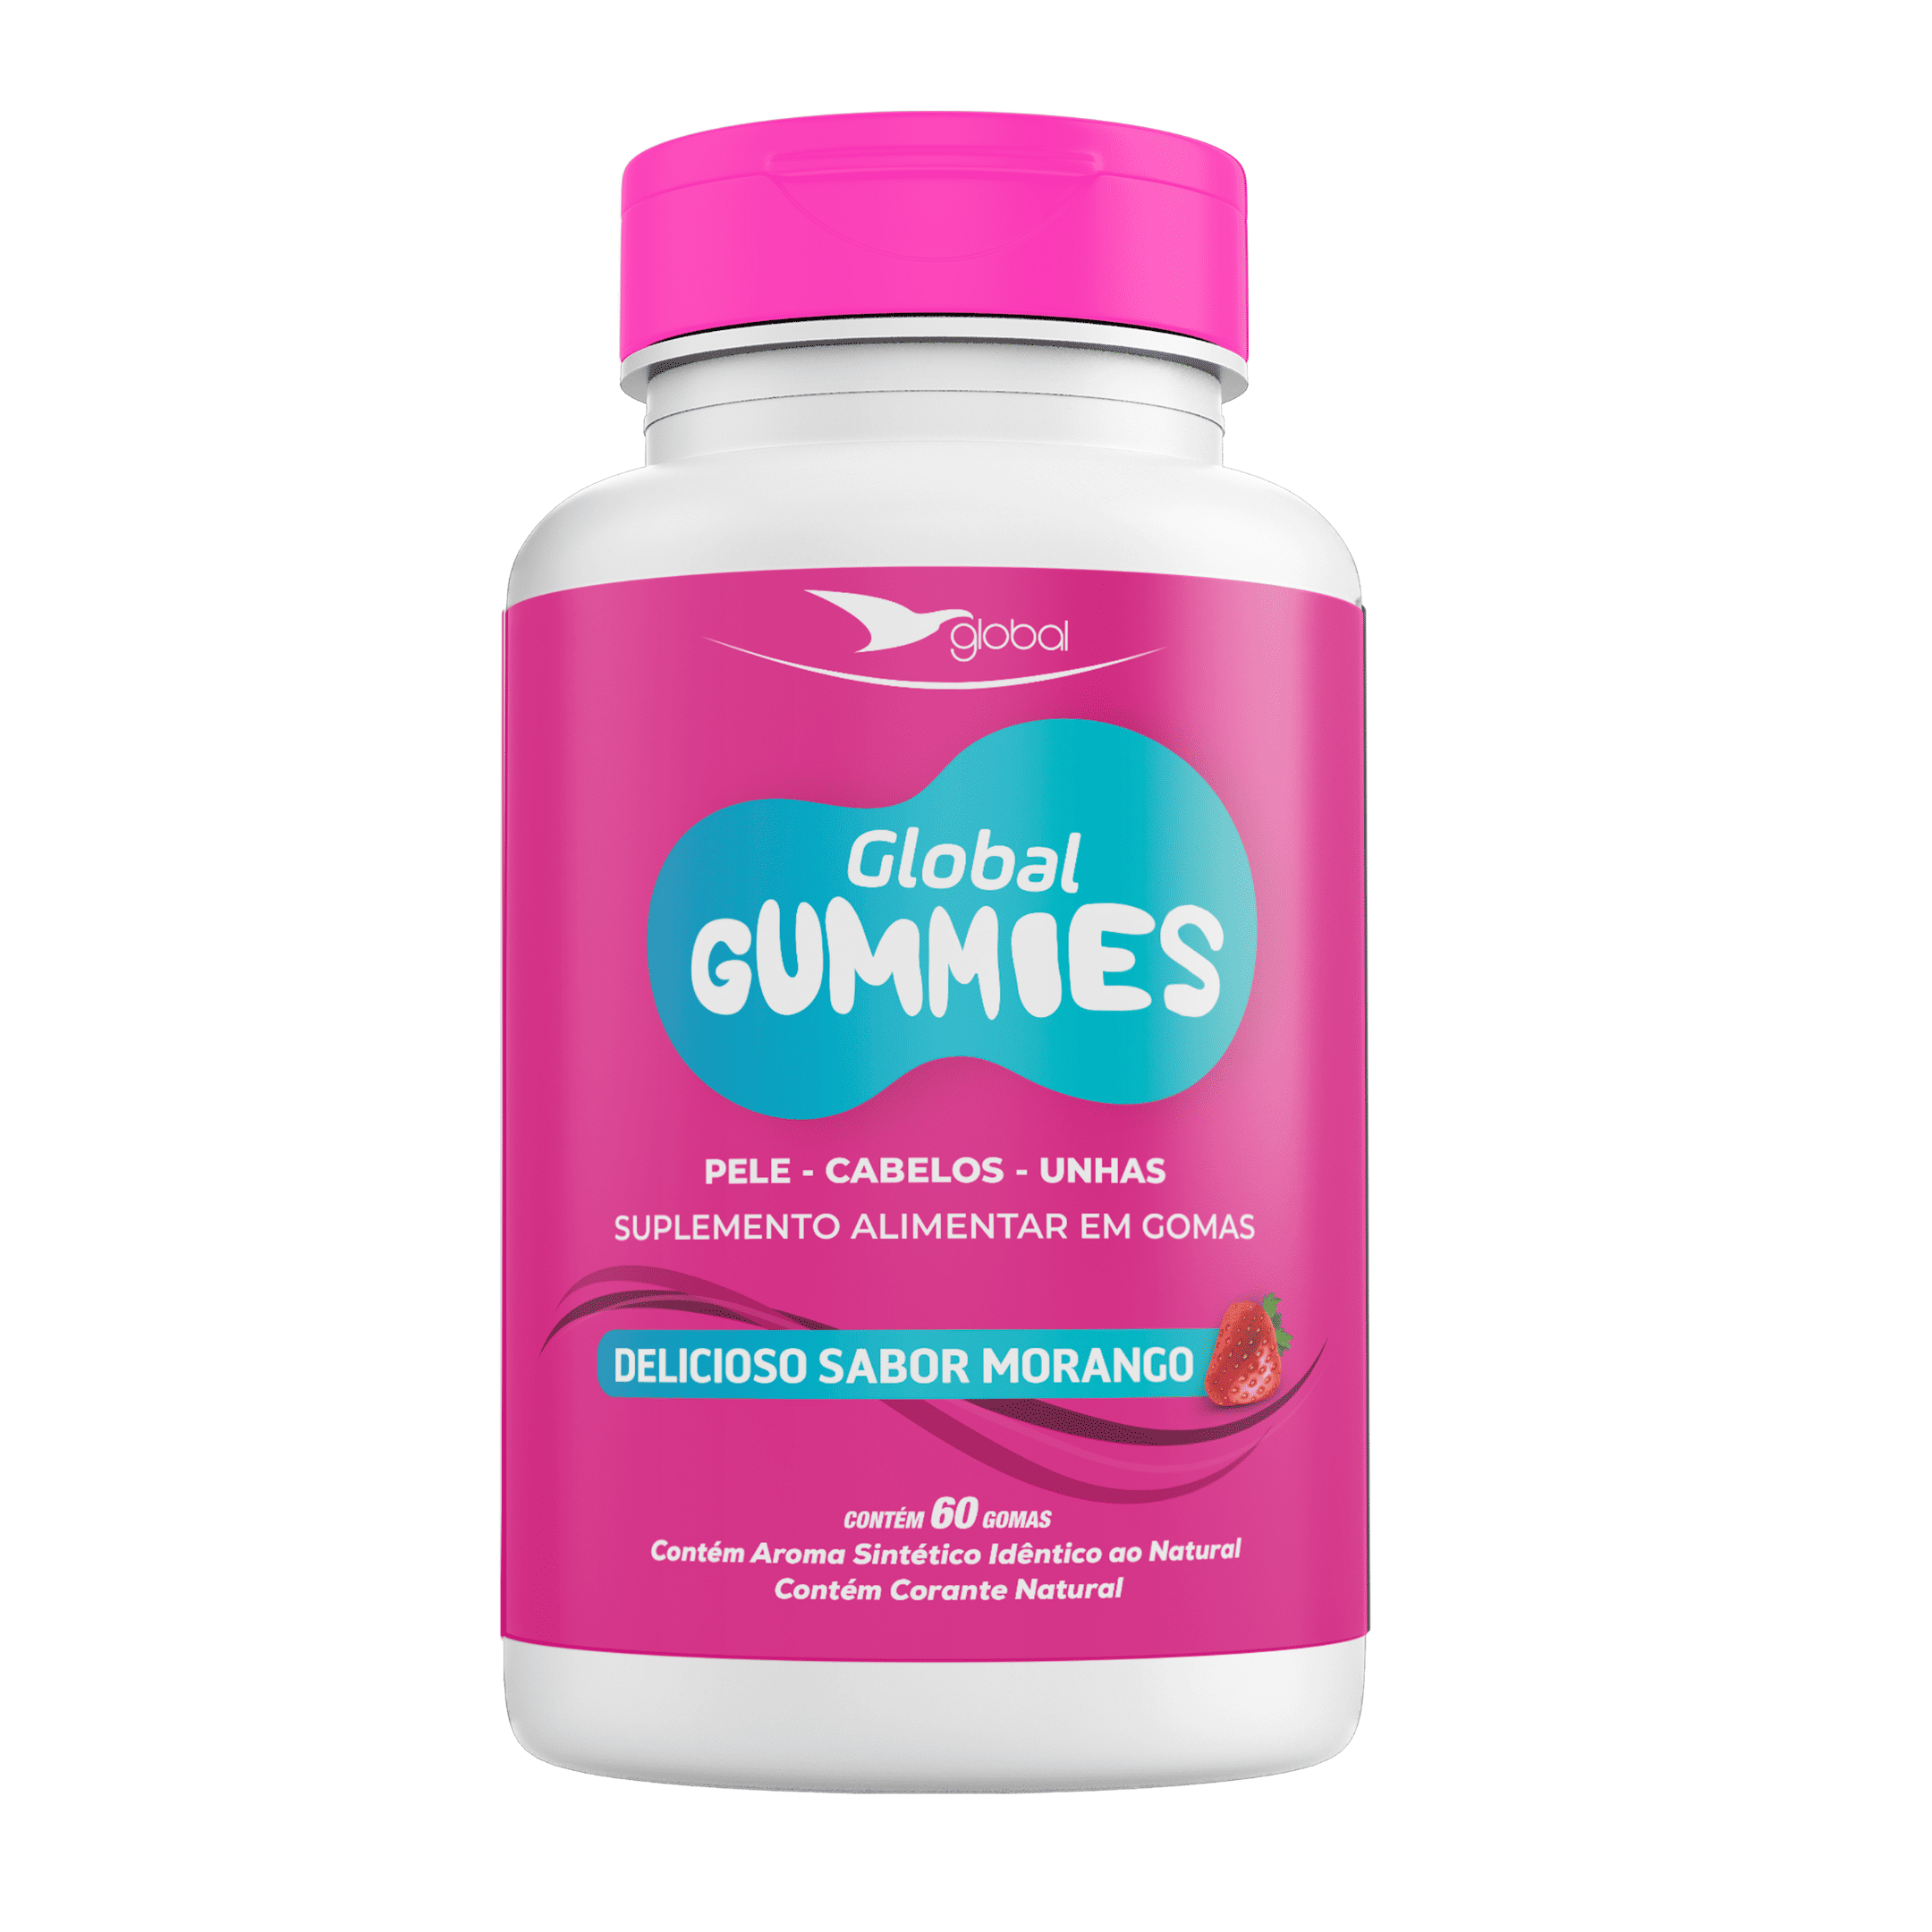 global
Global
GUMMIES
PELE - CABELOS - UNHAS
SUPLEMENTO ALIMENTAR EM GOMAS
DELICIOSO SABOR MORANGO
CONTÉM 60 GOMAS
Contém Aroma Sintético Idêntico ao Natural
Contém Corante Natural